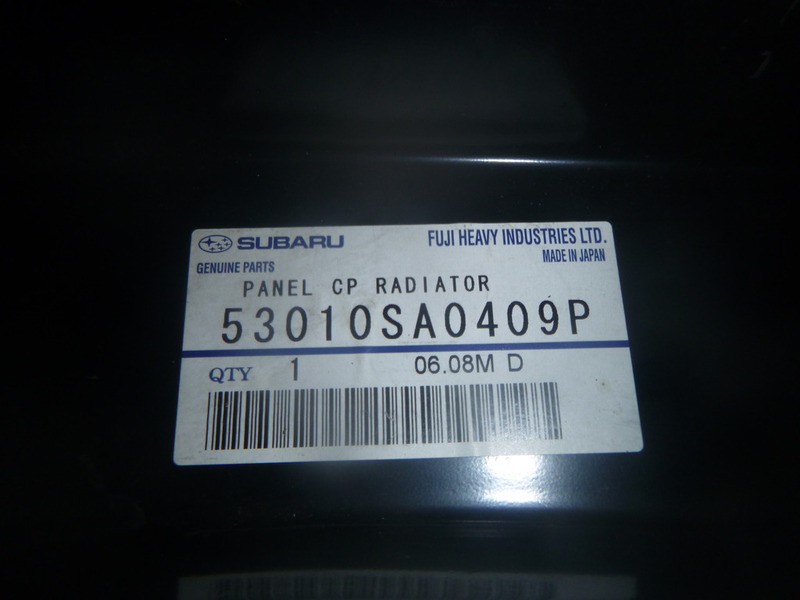 SUBARU FUJI HEAVY INDUSTRIES LTD.
GENUINE PARTS MADE IN JAPAN
PANEL CP RADIATOR
53010SA0409P
QTY 1 06.08M D